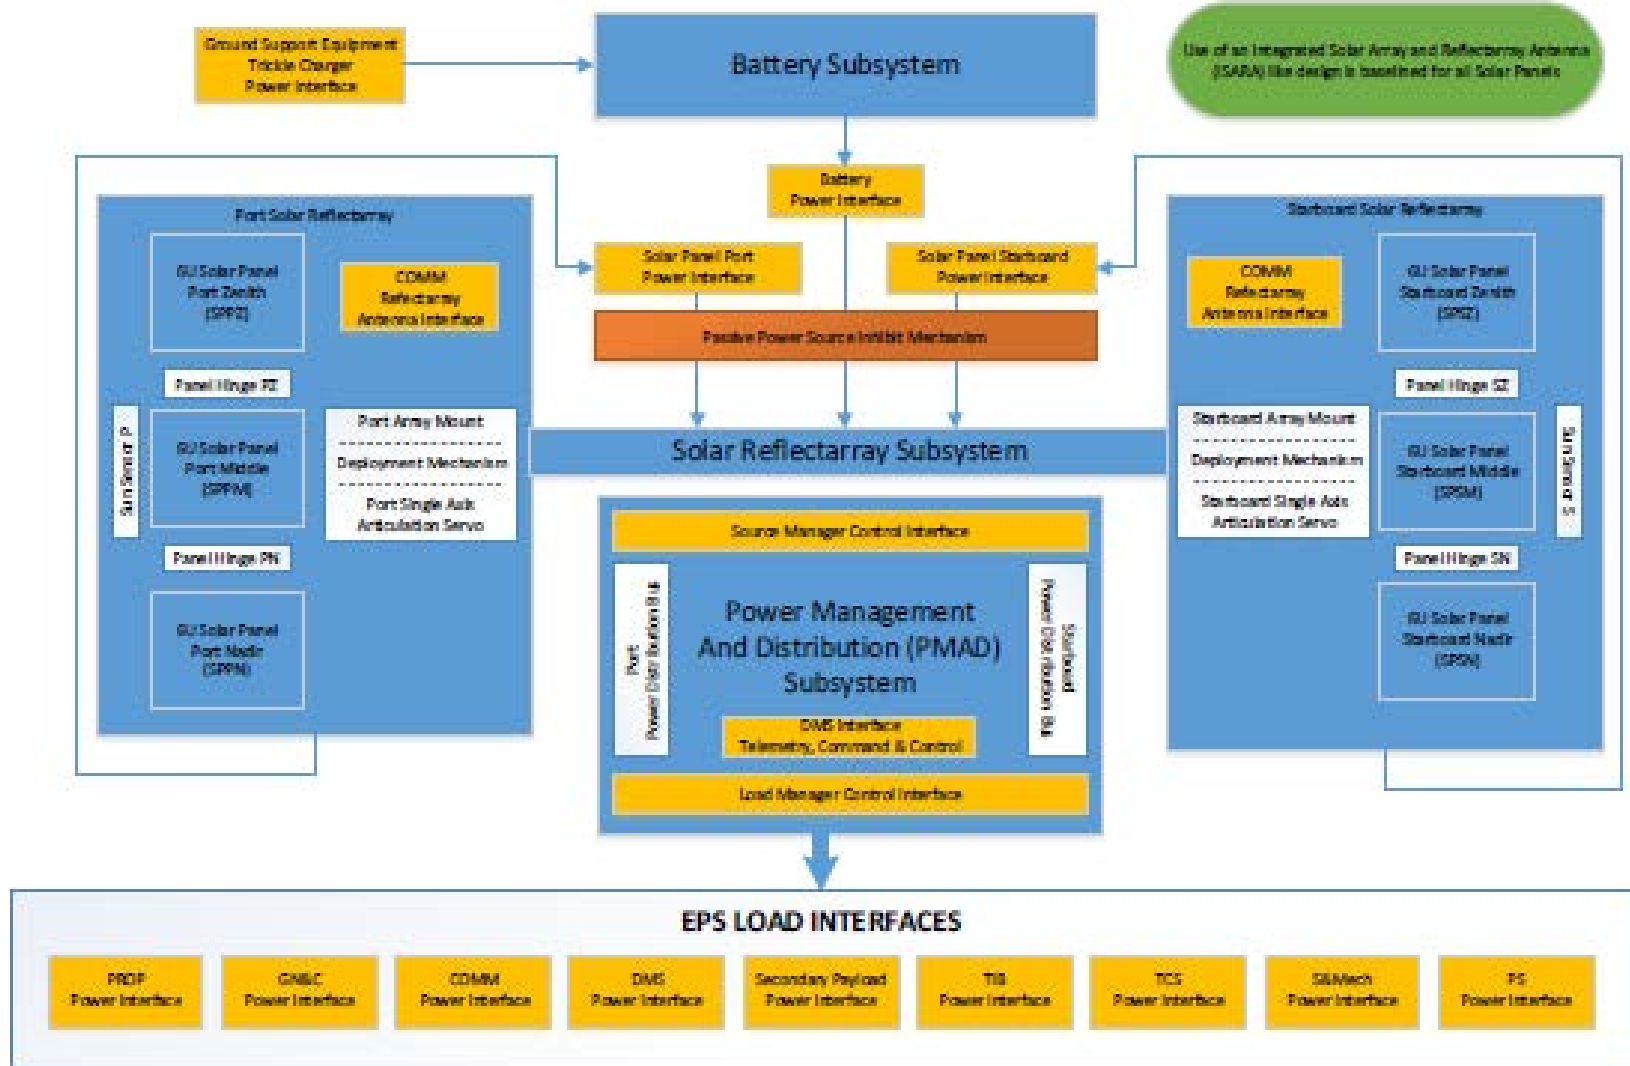 Ground Support Equipment
Trickle Charger
Power Interface
Battery Subsystem
Use of an Integrated Solar Array and Reflectarray Antenna
(ISARA) like design is baselined for all Solar Panels
Battery
Power Interface
Solar Panel Port
Power Interface
Solar Panel Starboard
Power Interface
Passive Power Source Inhibit Mechanism
Port Solar Reflectarray
6U Solar Panel
Port Zenith
(SPPZ)
COMM
Refectarray
Antenna Interface
Panel Hinge PZ
Sun Sensor P
6U Solar Panel
Port Middle
(SPPM)
Port Array Mount
Deployment Mechanism
Port Single Axis
Articulation Servo
Panel Hinge PN
6U Solar Panel
Port Nadir
(SPPN)
Solar Reflectarray Subsystem
Starboard Solar Reflectarray
COMM
Refectarray
Antenna Interface
6U Solar Panel
Starboard Zenith
(SPSZ)
Panel Hinge SZ
Starboard Array Mount
Deployment Mechanism
Starboard Single Axis
Articulation Servo
6U Solar Panel
Starboard Middle
(SPSM)
Sun Sensor S
Panel Hinge SN
6U Solar Panel
Starboard Nadir
(SPSN)
Source Manager Control Interface
Port
Power Distribution Bus
Power Management
And Distribution (PMAD)
Subsystem
Starboard
Power Distribution Bus
DMS Interface
Telemetry, Command & Control
Load Manager Control Interface
EPS LOAD INTERFACES
PROP
Power Interface
GN&C
Power Interface
COMM
Power Interface
DMS
Power Interface
Secondary Payload
Power Interface
TIB
Power Interface
TCS
Power Interface
S&Mech
Power Interface
PS
Power Interface